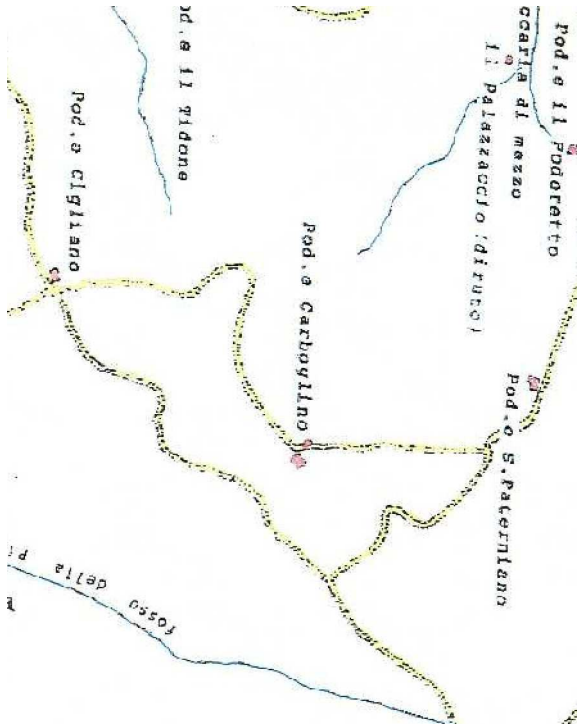 Pod.e il Podoretto
ccaria di mezzo
il Palazzaccio (diruto)
Pod.o S.Paterniano
Pod.e Carboglino
Pod.e il Tidone
Pod.e Cigliano
Fosso della